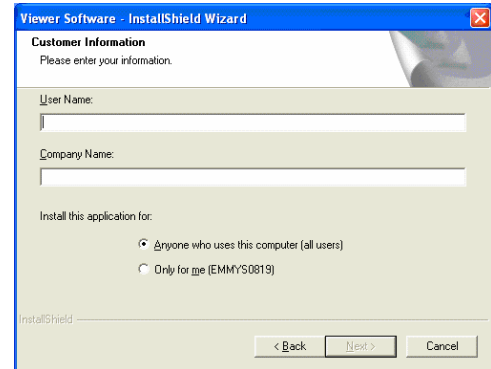 Viewer Software - InstallShield Wizard
Customer Information
Please enter your information.
User Name:
Company Name:
Install this application for:
Anyone who uses this computer (all users)
Only for me (EMMYS0819)
InstallShield
< Back Next > Cancel